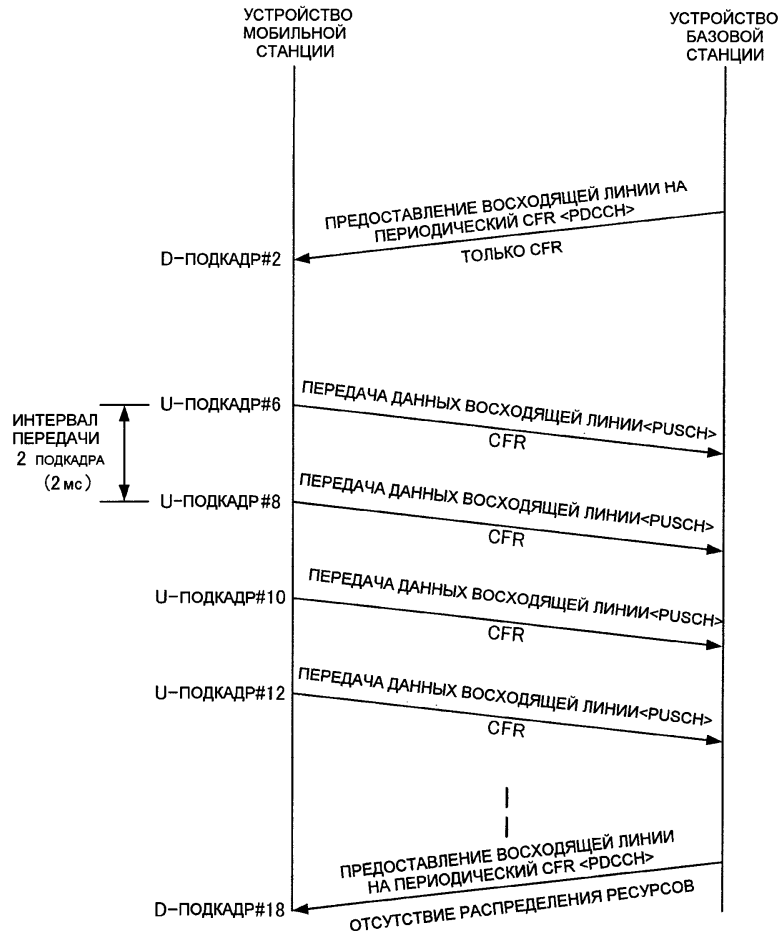 УСТРОЙСТВО
МОБИЛЬНОЙ
СТАНЦИИ
УСТРОЙСТВО
БАЗОВОЙ
СТАНЦИИ
ПРЕДОСТАВЛЕНИЕ ВОСХОДЯЩЕЙ ЛИНИИ НА
ПЕРИОДИЧЕСКИЙ CFR <PDCCH>
ТОЛЬКО CFR
D-ПОДКАДР#2
U-ПОДКАДР#6
ПЕРЕДАЧА ДАННЫХ ВОСХОДЯЩЕЙ ЛИНИИ<PUSCH>
CFR
ИНТЕРВАЛ
ПЕРЕДАЧИ
2 ПОДКАДРА
(2 мс)
U-ПОДКАДР#8
ПЕРЕДАЧА ДАННЫХ ВОСХОДЯЩЕЙ ЛИНИИ<PUSCH>
CFR
U-ПОДКАДР#10
ПЕРЕДАЧА ДАННЫХ ВОСХОДЯЩЕЙ ЛИНИИ<PUSCH>
CFR
U-ПОДКАДР#12
ПЕРЕДАЧА ДАННЫХ ВОСХОДЯЩЕЙ ЛИНИИ<PUSCH>
CFR
ПРЕДОСТАВЛЕНИЕ ВОСХОДЯЩЕЙ ЛИНИИ
НА ПЕРИОДИЧЕСКИЙ CFR <PDCCH>
D-ПОДКАДР#18
ОТСУТСТВИЕ РАСПРЕДЕЛЕНИЯ РЕСУРСОВ